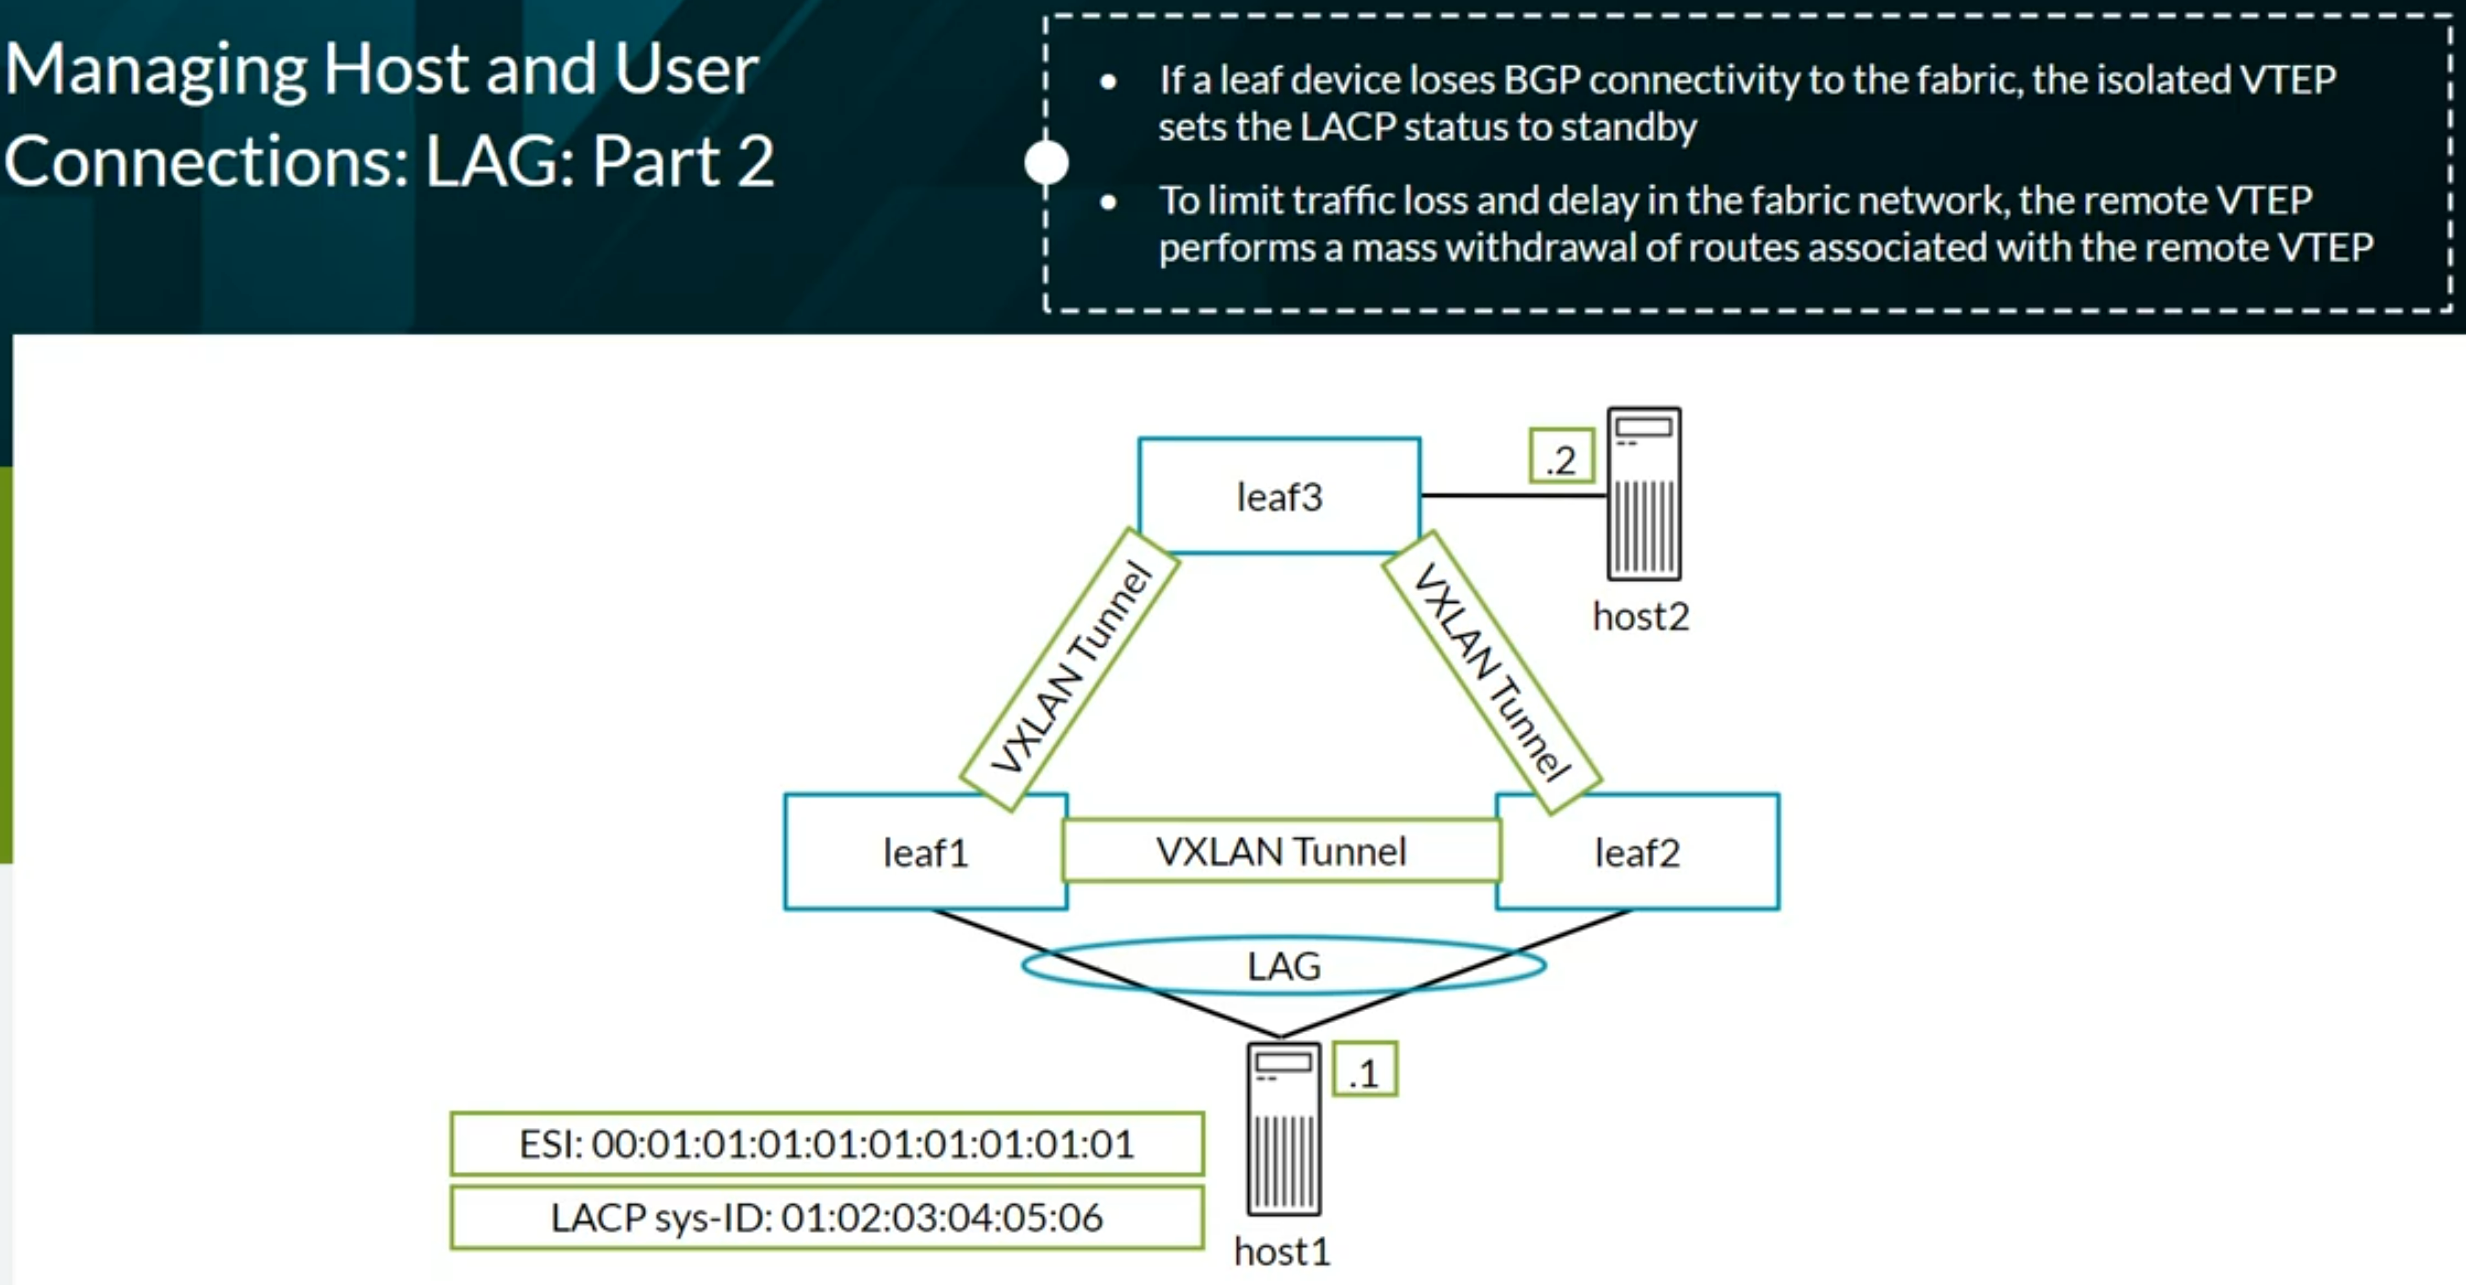 Managing Host and User
Connections: LAG: Part 2
• If a leaf device loses BGP connectivity to the fabric, the isolated VTEP
sets the LACP status to standby
• To limit traffic loss and delay in the fabric network, the remote VTEP
performs a mass withdrawal of routes associated with the remote VTEP
leaf3
.2
host2
VXLAN Tunnel
VXLAN Tunnel
leaf1
VXLAN Tunnel
leaf2
LAG
.1
ESI: 00:01:01:01:01:01:01:01:01:01
LACP sys-ID: 01:02:03:04:05:06
host1